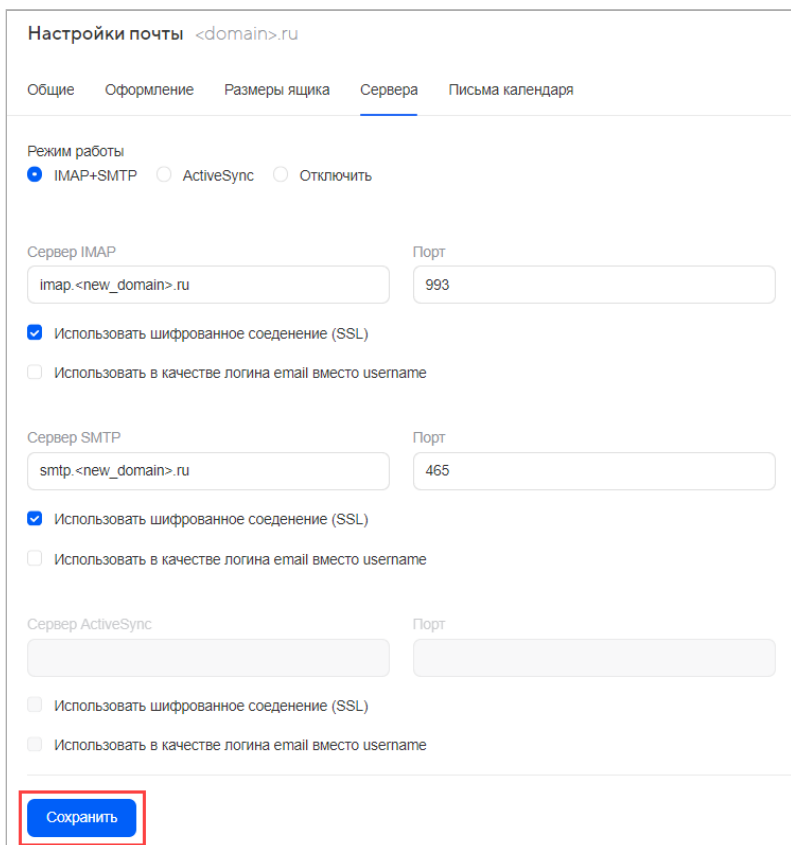 Настройки почты <domain>.ru
Общие Оформление Размеры ящика Сервера Письма календаря
Режим работы
IMAP+SMTP ActiveSync Отключить
Сервер IMAP Порт
imap.<new_domain>.ru 993
Использовать шифрованное соеденение (SSL)
Использовать в качестве логина email вместо username
Сервер SMTP Порт
smtp.<new_domain>.ru 465
Использовать шифрованное соеденение (SSL)
Использовать в качестве логина email вместо username
Сервер ActiveSync Порт
Использовать шифрованное соеденение (SSL)
Использовать в качестве логина email вместо username
Сохранить